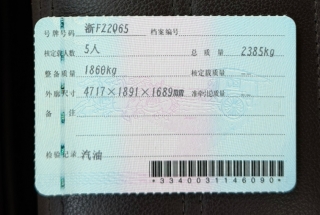 号牌号码 浙FZ2065 档案编号
核定载人数 5人 总质量 2385kg
整备质量 1860kg 核定载质量 --
外廓尺寸 4717×1891×1689mm 准牵引总质量 --
备注
检验记录 汽油
*3340031146090*